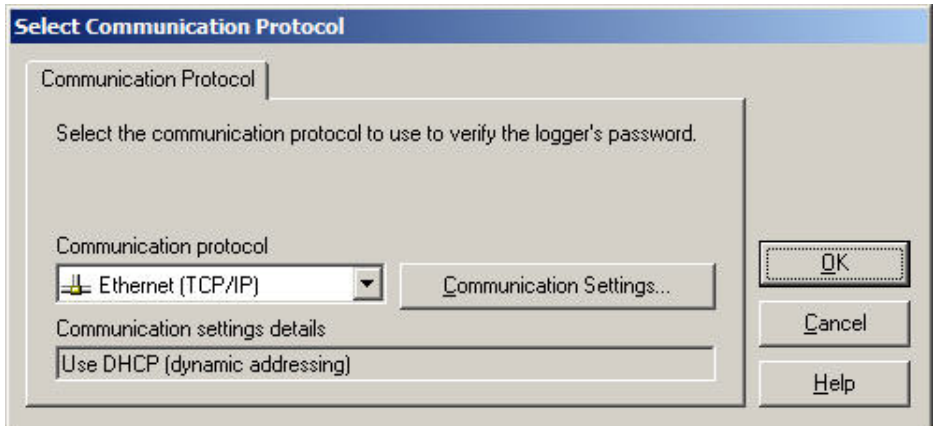 Select Communication Protocol
Communication Protocol
Select the communication protocol to use to verify the logger's password.
Communication protocol
Ethernet (TCP/IP)
Communication Settings...
Communication settings details
Use DHCP (dynamic addressing)
OK
Cancel
Help